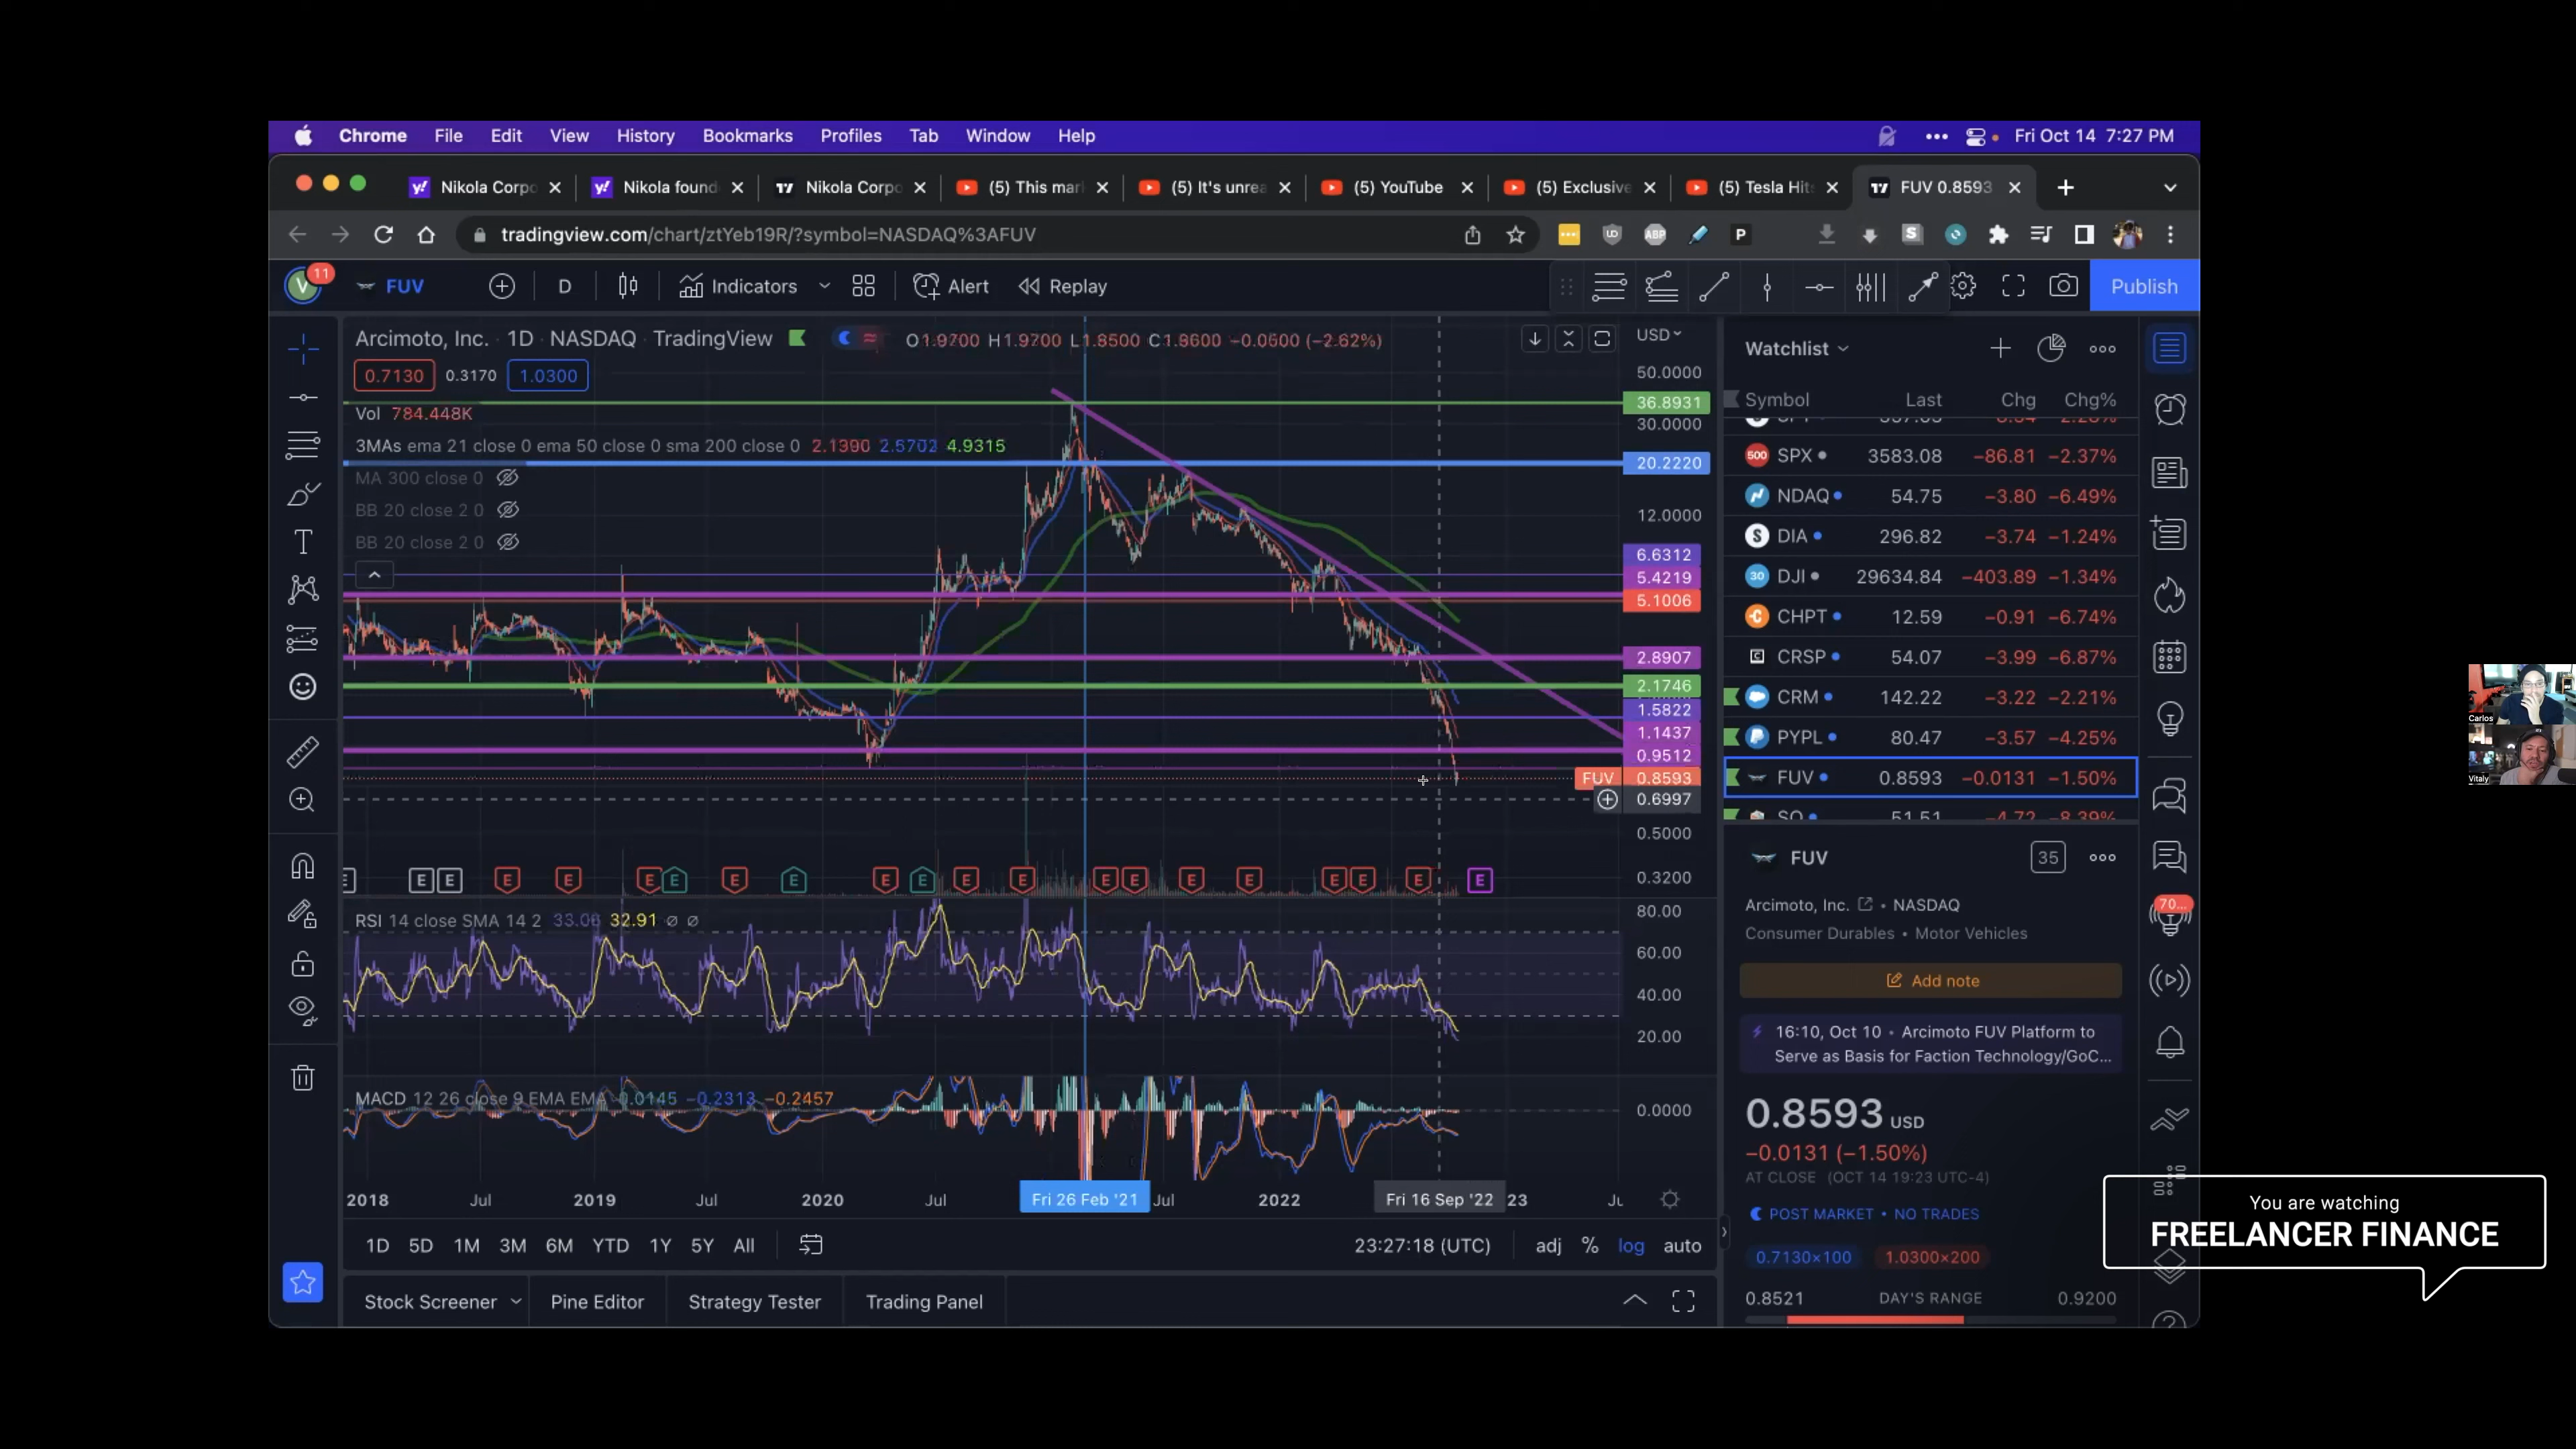 Chrome File Edit View History Bookmarks Profiles Tab Window Help ••• Fri Oct 14 7:27 PM
Nikola Corpo Nikola found Nikola Corpo (5) This mar (5) It's unrea (5) YouTube (5) Exclusive (5) Tesla Hits FUV 0.8593
tradingview.com/chart/ztYeb19R/?symbol=NASDAQ%3AFUV ABP P S
V 11 FUV D Indicators Alert Replay Publish
Arcimoto, Inc. · 1D · NASDAQ · TradingView O1.9700 H1.9700 L1.8500 C1.8600 −0.0500 (−2.62%) USD
0.7130 0.3170 1.0300
Vol 784.448K
3MAs ema 21 close 0 ema 50 close 0 sma 200 close 0 2.1390 2.5702 4.9315
MA 300 close 0
BB 20 close 2 0
BB 20 close 2 0
50.0000
36.8931
30.0000
20.2220
12.0000
6.6312
5.4219
5.1006
2.8907
2.1746
1.5822
1.1437
0.9512
FUV 0.8593
0.6997
0.5000
0.3200
E E E E E E E E E E E E E E E E E E E E E E
RSI 14 close SMA 14 2 33.06 32.91 ø ø
80.00
60.00
40.00
20.00
MACD 12 26 close 9 EMA EMA 0.0145 −0.2313 −0.2457
0.0000
2018 Jul 2019 Jul 2020 Jul Fri 26 Feb '21 Jul 2022 Fri 16 Sep '22 23
1D 5D 1M 3M 6M YTD 1Y 5Y All 23:27:18 (UTC) adj % log auto
Stock Screener Pine Editor Strategy Tester Trading Panel
Watchlist
Symbol Last Chg Chg%
SPX 3583.08 −86.81 −2.37%
NDAQ 54.75 −3.80 −6.49%
DIA 296.82 −3.74 −1.24%
DJI 29634.84 −403.89 −1.34%
CHPT 12.59 −0.91 −6.74%
CRSP 54.07 −3.99 −6.87%
CRM 142.22 −3.22 −2.21%
PYPL 80.47 −3.57 −4.25%
FUV 0.8593 −0.0131 −1.50%
SQ 51.51 −4.72 −8.39%
FUV 35
Arcimoto, Inc. • NASDAQ
Consumer Durables • Motor Vehicles
Add note
16:10, Oct 10 • Arcimoto FUV Platform to
Serve as Basis for Faction Technology/GoC...
0.8593 USD
−0.0131 (−1.50%)
AT CLOSE (OCT 14 19:23 UTC-4)
POST MARKET • NO TRADES
0.7130×100 1.0300×200
0.8521 DAY'S RANGE 0.9200
70...
Carlos
Vitaly
You are watching
FREELANCER FINANCE